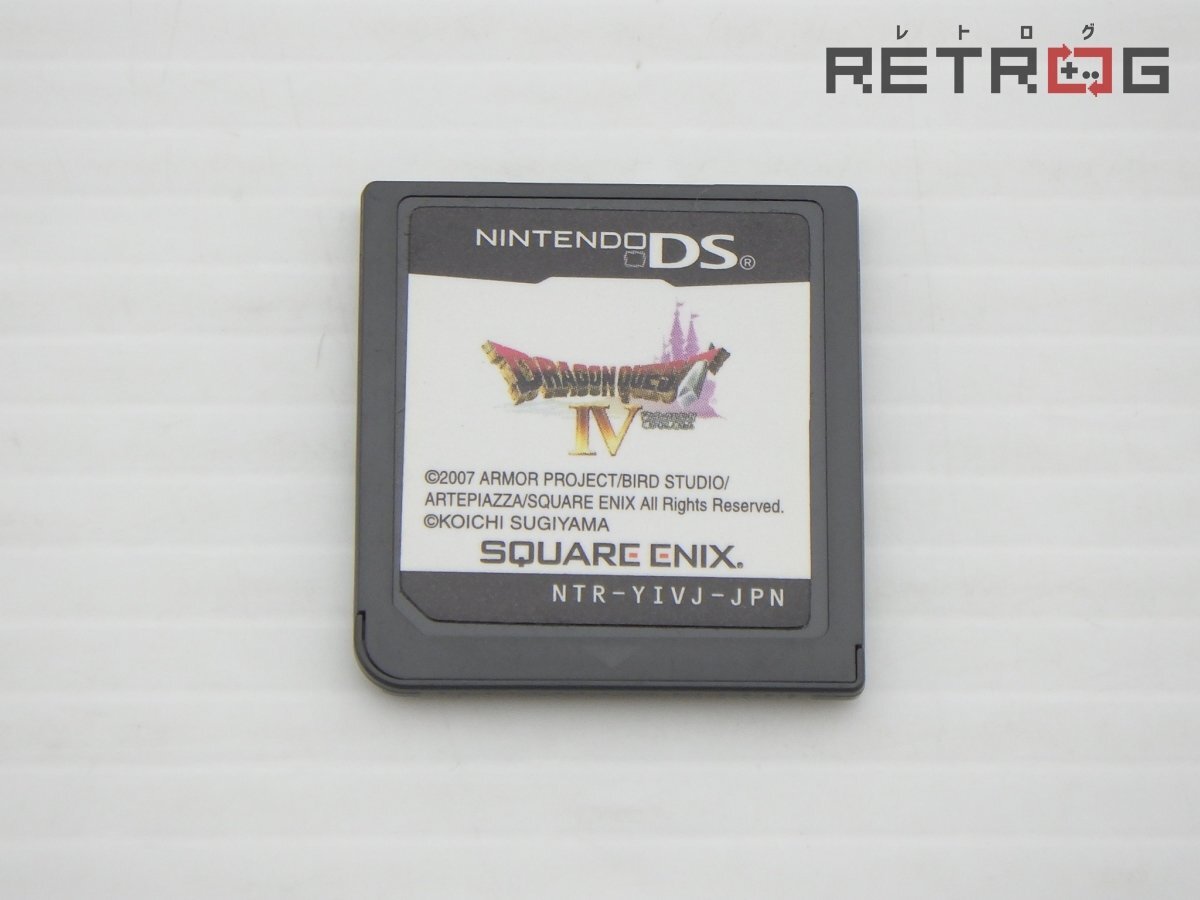 レトログ
RETROG
NINTENDO DS®
DRAGON QUEST
IV
©2007 ARMOR PROJECT/BIRD STUDIO/
ARTEPIAZZA/SQUARE ENIX All Rights Reserved.
©KOICHI SUGIYAMA
SQUARE ENIX.
NTR-YIVJ-JPN